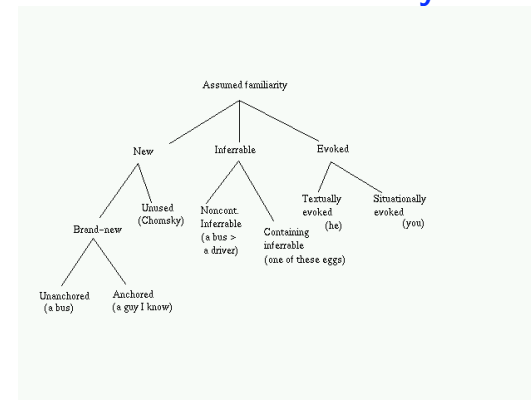 Assumed familiarity
New
Inferrable
Evoked
Brand-new
Unused
(Chomsky)
Noncont.
Inferrable
(a bus >
a driver)
Containing
inferrable
(one of these eggs)
Textually
evoked
(he)
Situationally
evoked
(you)
Unanchored
(a bus)
Anchored
(a guy I know)